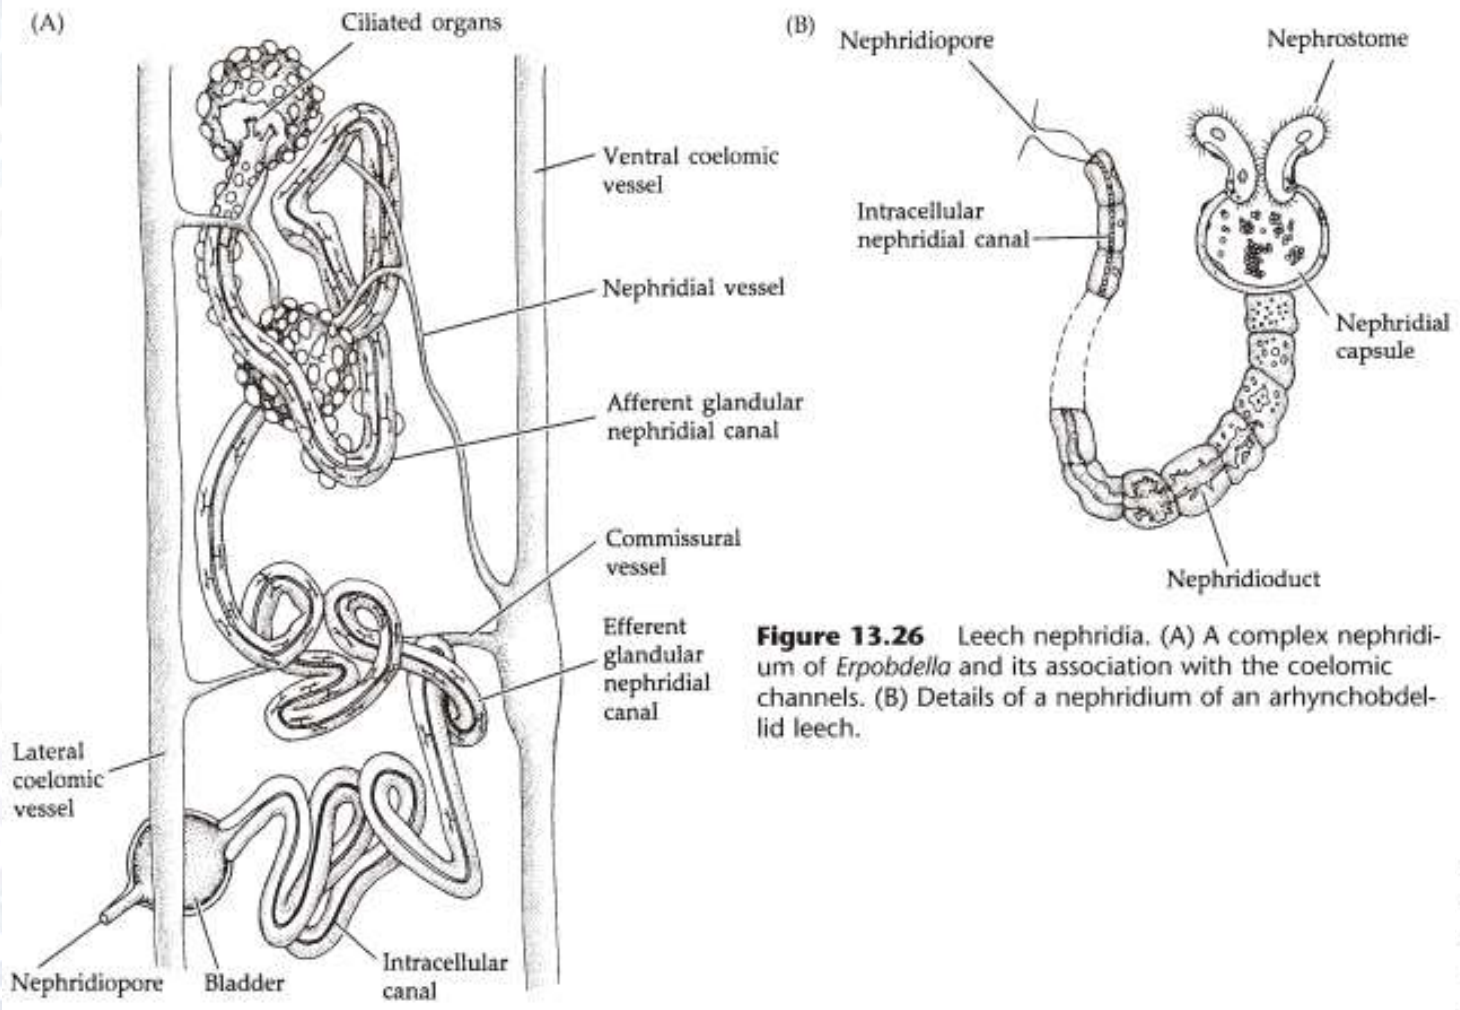 (A)
Ciliated organs
Ventral coelomic
vessel
Nephridial vessel
Afferent glandular
nephridial canal
Commissural
vessel
Efferent
glandular
nephridial
canal
Lateral
coelomic
vessel
Nephridiopore
Bladder
Intracellular
canal
(B)
Nephridiopore
Nephrostome
Intracellular
nephridial canal
Nephridial
capsule
Nephridioduct
Figure 13.26 Leech nephridia. (A) A complex nephridi-
um of Erpobdella and its association with the coelomic
channels. (B) Details of a nephridium of an arhynchobdel-
lid leech.